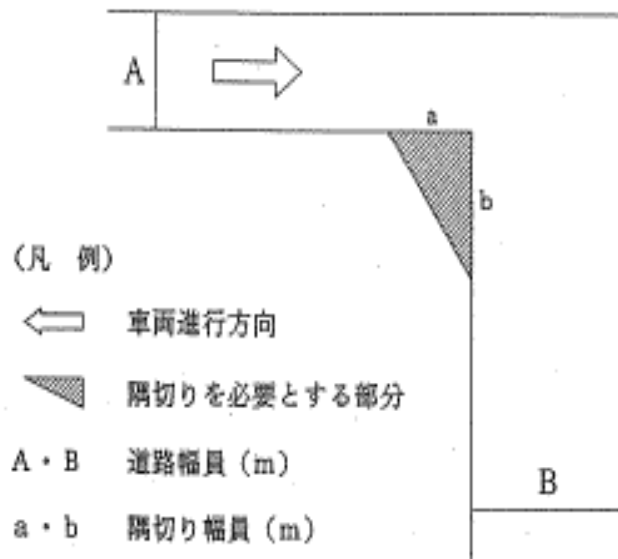 A
a
b
(凡 例)
車両進行方向
隅切りを必要とする部分
A・B 道路幅員(m)
B
a・b 隅切り幅員(m)